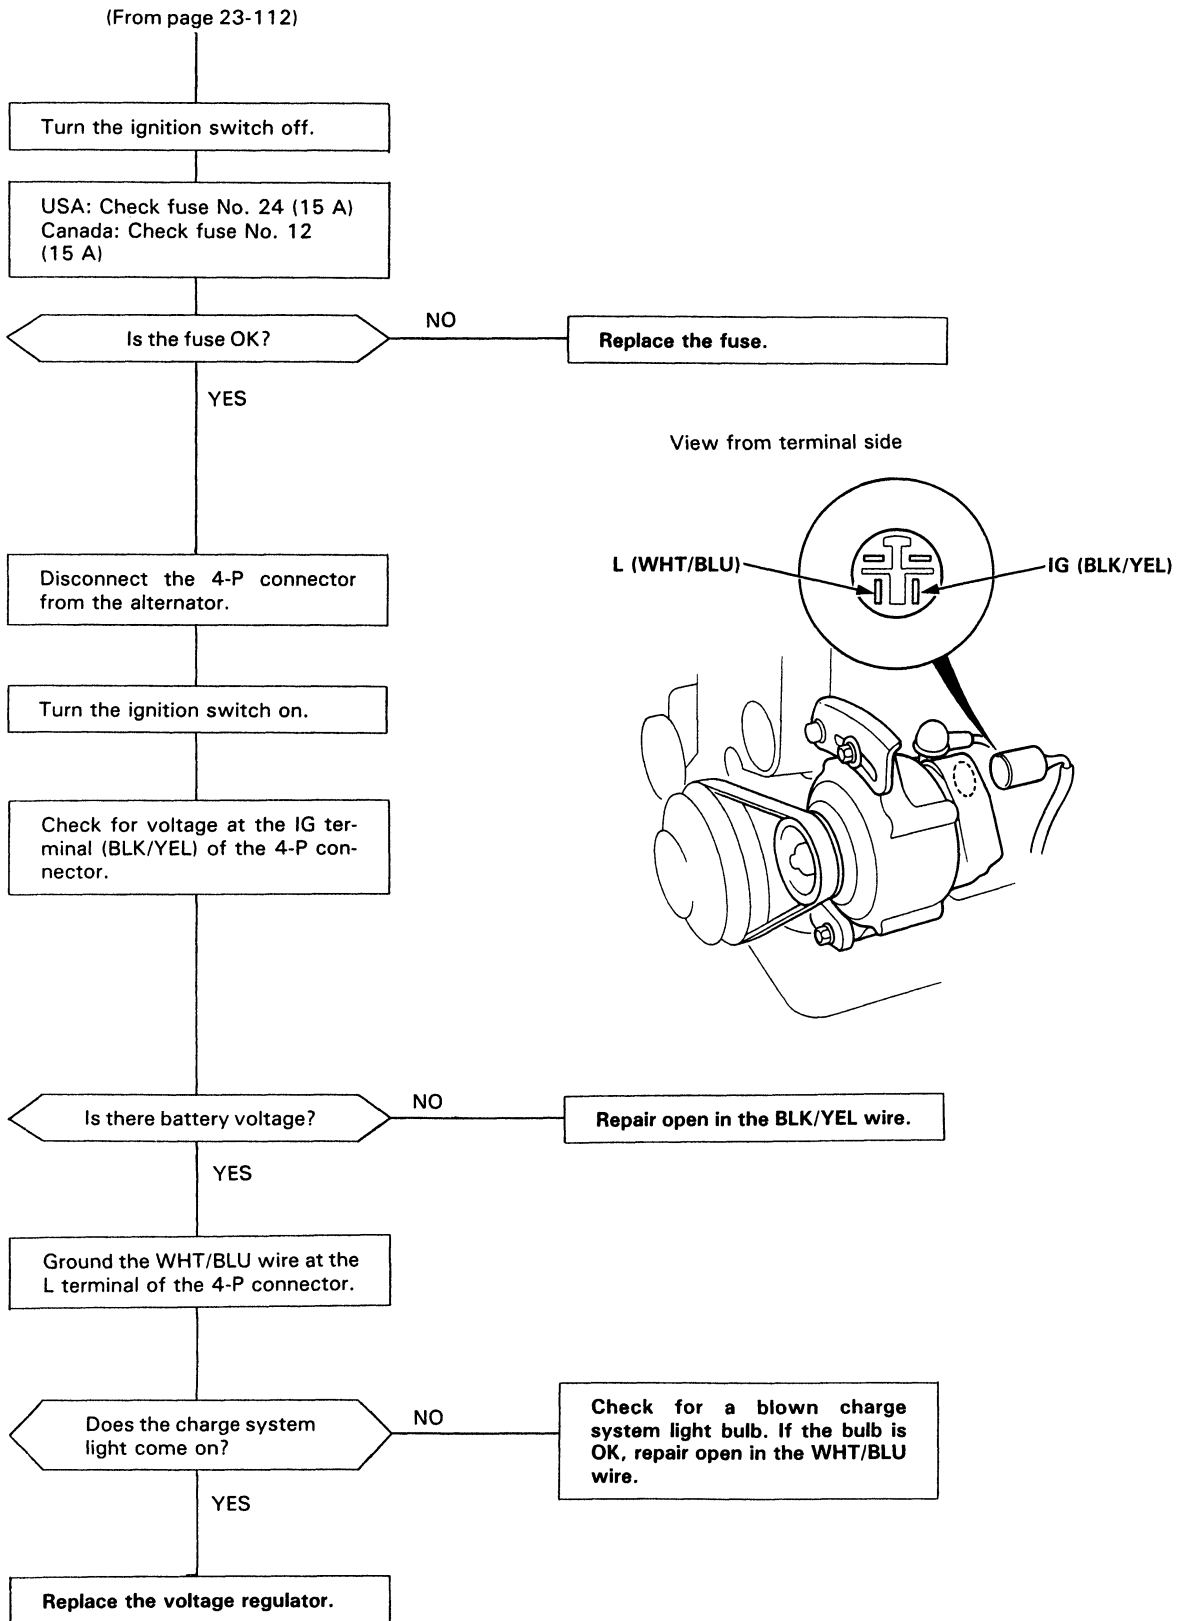 (From page 23-112)
Turn the ignition switch off.
USA: Check fuse No. 24 (15 A)
Canada: Check fuse No. 12
(15 A)
Is the fuse OK?
NO
Replace the fuse.
YES
View from terminal side
L (WHT/BLU)
IG (BLK/YEL)
Disconnect the 4-P connector
from the alternator.
Turn the ignition switch on.
Check for voltage at the IG ter-
minal (BLK/YEL) of the 4-P con-
nector.
Is there battery voltage?
NO
Repair open in the BLK/YEL wire.
YES
Ground the WHT/BLU wire at the
L terminal of the 4-P connector.
Does the charge system
light come on?
NO
Check for a blown charge
system light bulb. If the bulb is
OK, repair open in the WHT/BLU
wire.
YES
Replace the voltage regulator.